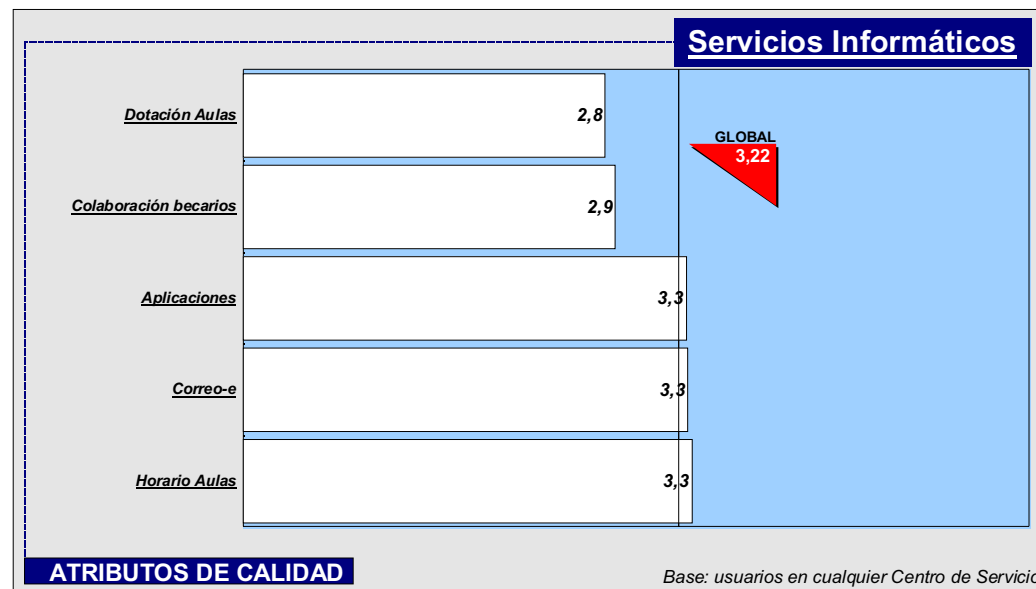 Servicios Informáticos
Dotación Aulas
2,8
GLOBAL
3,22
Colaboración becarios
2,9
Aplicaciones
3,3
Correo-e
3,3
Horario Aulas
3,3
ATRIBUTOS DE CALIDAD
Base: usuarios en cualquier Centro de Servicio